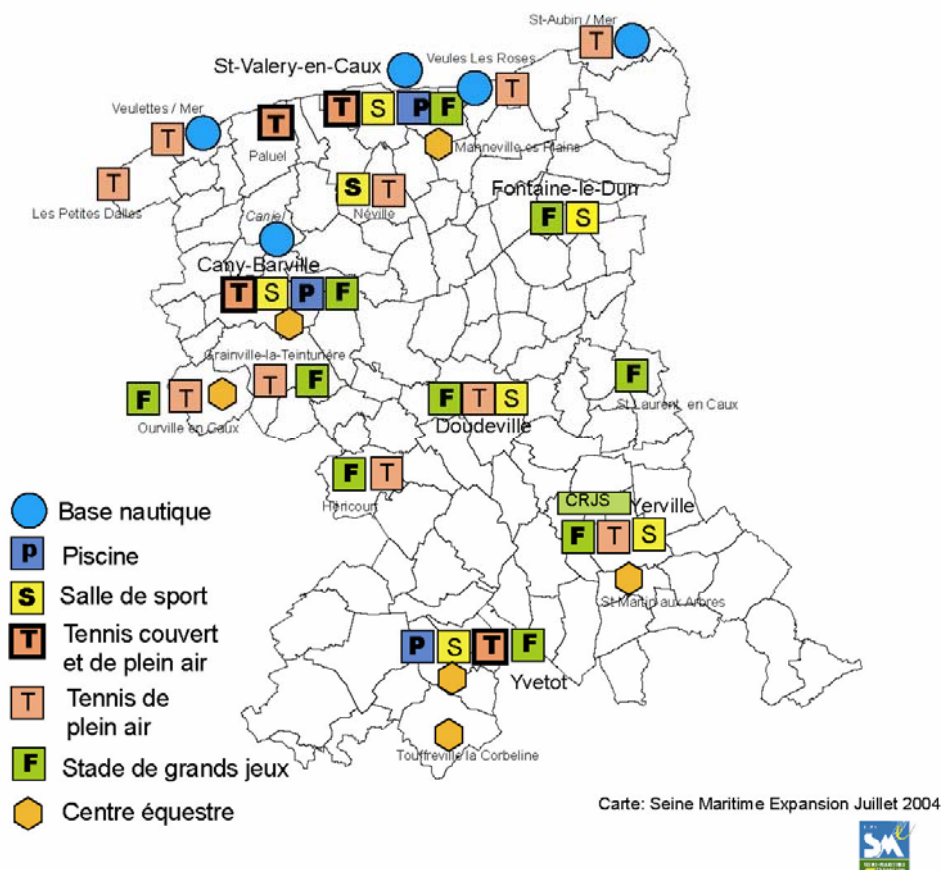 St-Aubin / Mer
T
Veules Les Roses
St-Valery-en-Caux
T
Veulettes / Mer
T S P F
T
T
Paluel
Manneville es Plains
T
Les Petites Dalles
S T
Néville
Fontaine-le-Dun
F S
Caniel
Cany-Barville
T S P F
Grainville-la-Teinturière
T F
F T
Ourville en Caux
F
St Laurent en Caux
F T S
Doudeville
F T
Héricourt
CRJS
Yerville
F T S
St Martin aux Arbres
P S T F
Yvetot
Touffreville la Corbeline
Base nautique
P Piscine
S Salle de sport
T Tennis couvert
et de plein air
T Tennis de
plein air
F Stade de grands jeux
Centre équestre
Carte: Seine Maritime Expansion Juillet 2004
SMe